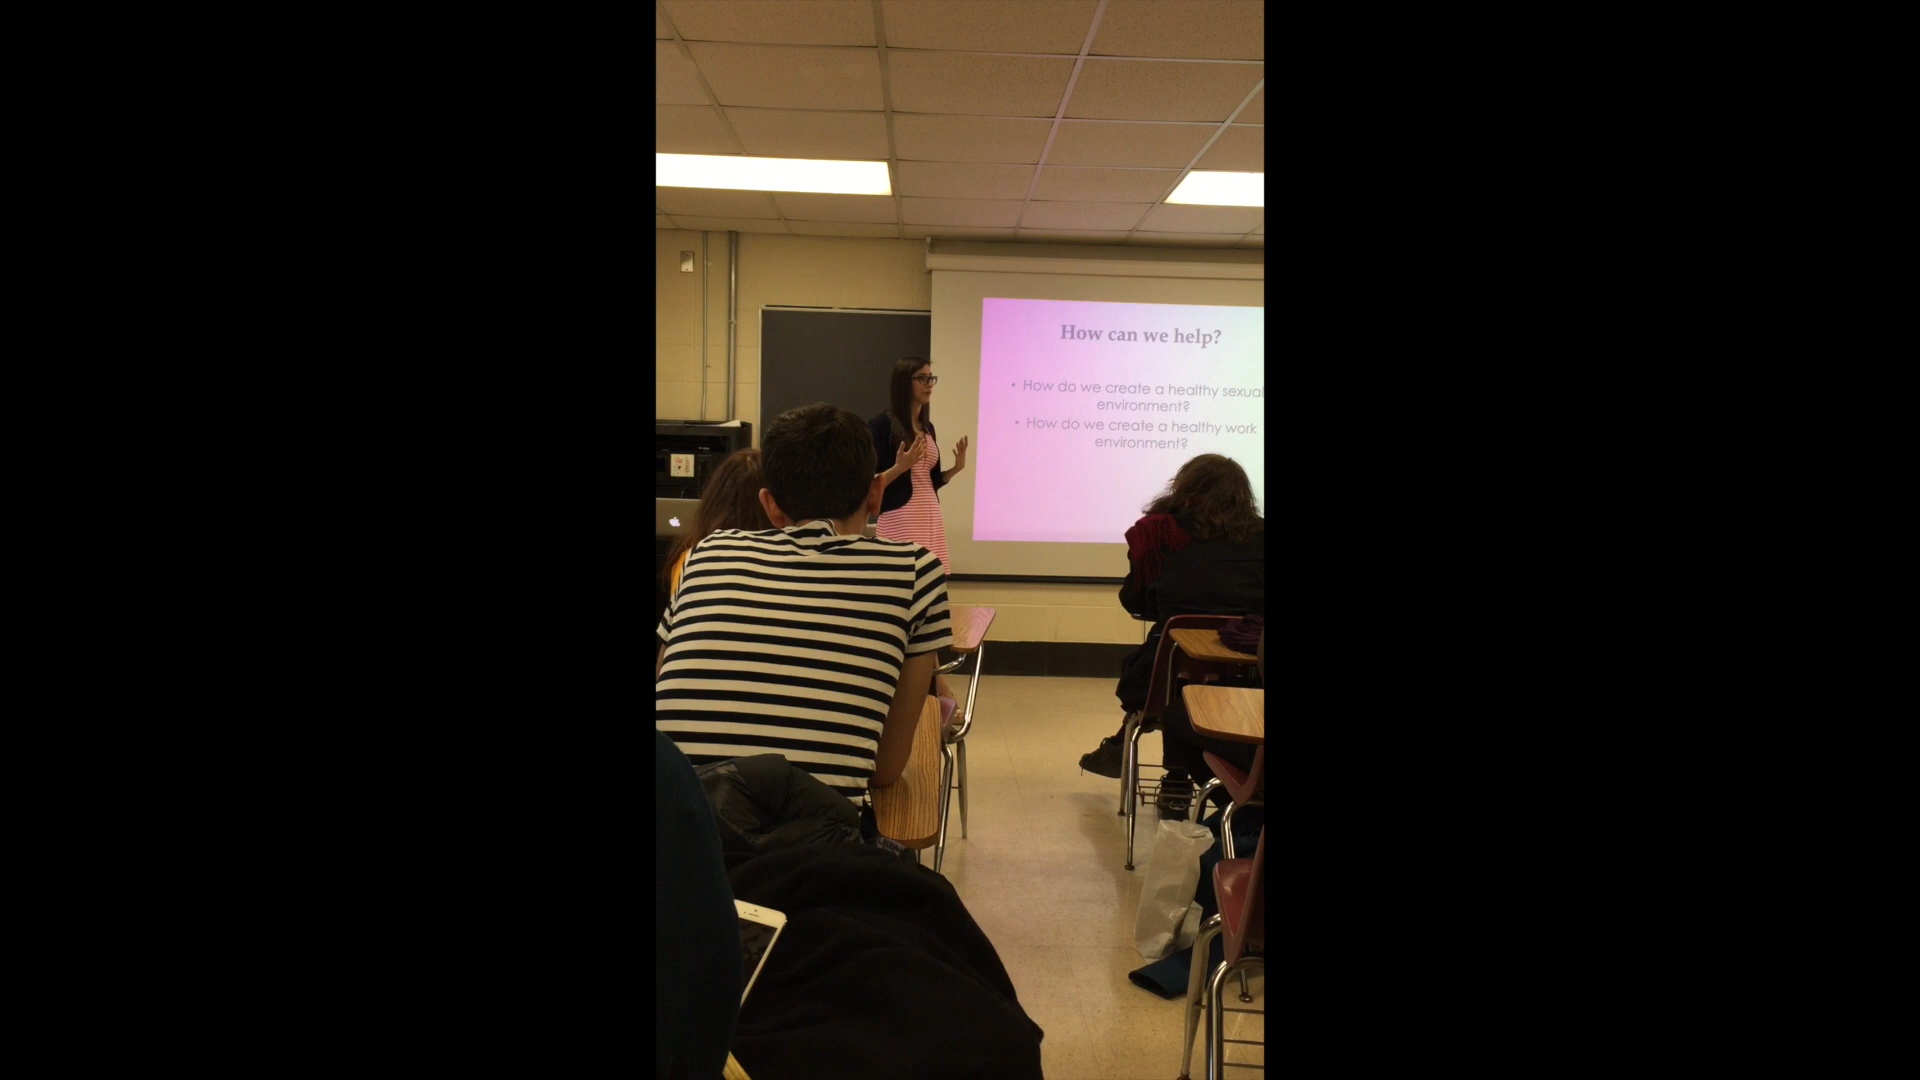 How can we help?
• How do we create a healthy sexual
environment?
• How do we create a healthy work
environment?